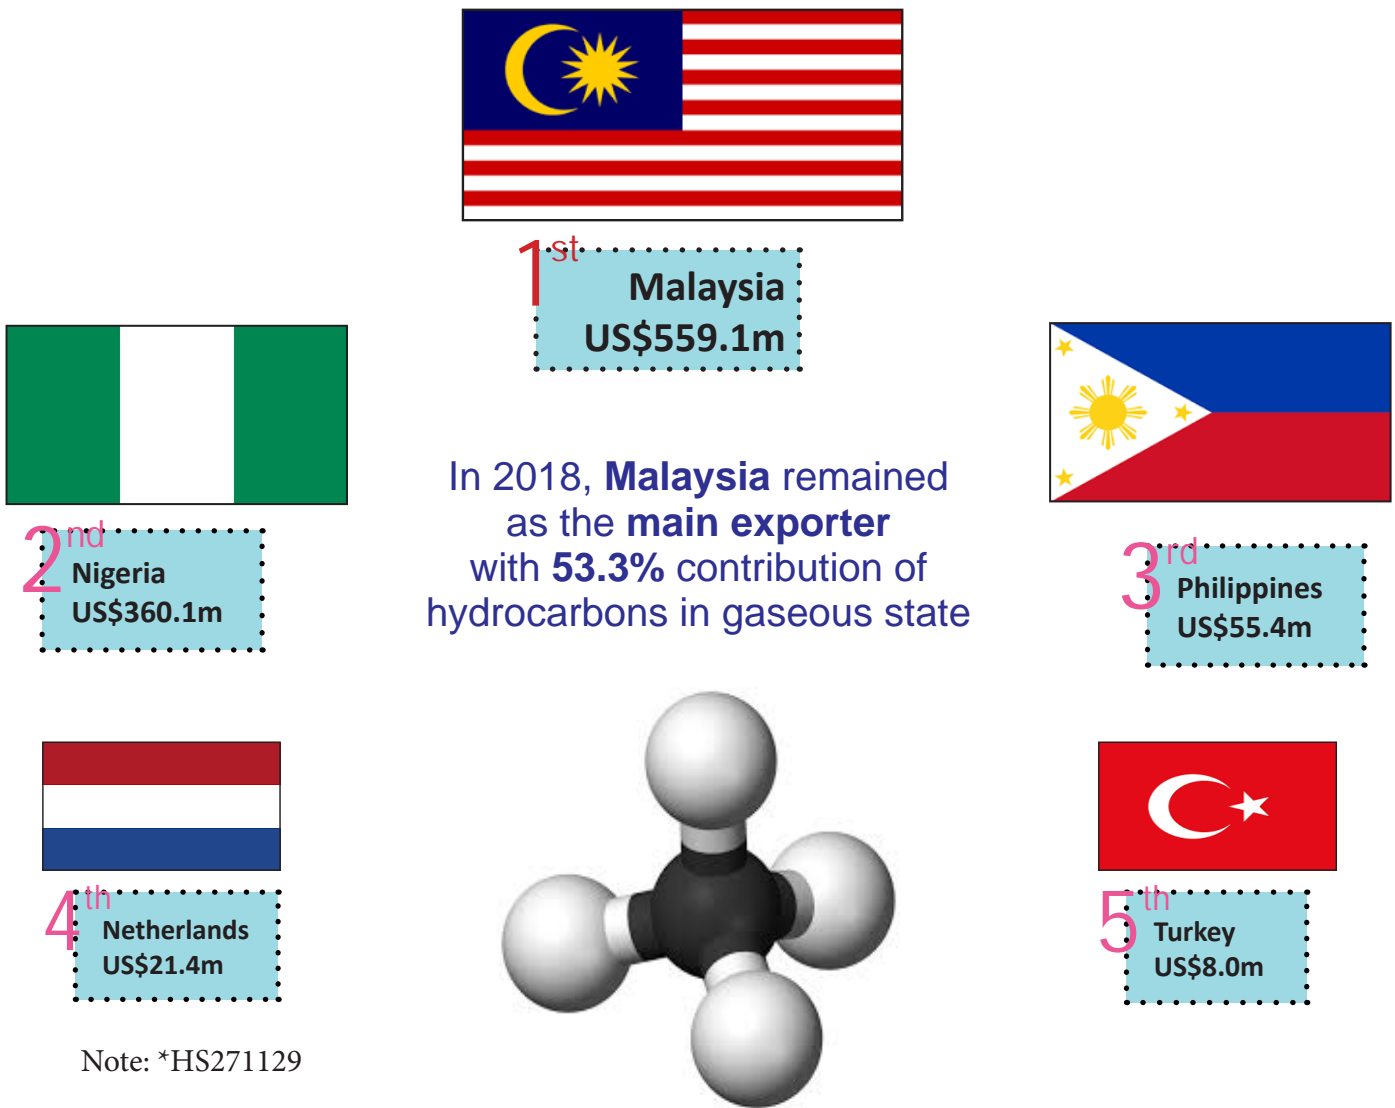 1st
Malaysia
US$559.1m
2nd
Nigeria
US$360.1m
In 2018, Malaysia remained
as the main exporter
with 53.3% contribution of
hydrocarbons in gaseous state
3rd
Philippines
US$55.4m
4th
Netherlands
US$21.4m
5th
Turkey
US$8.0m
Note: *HS271129